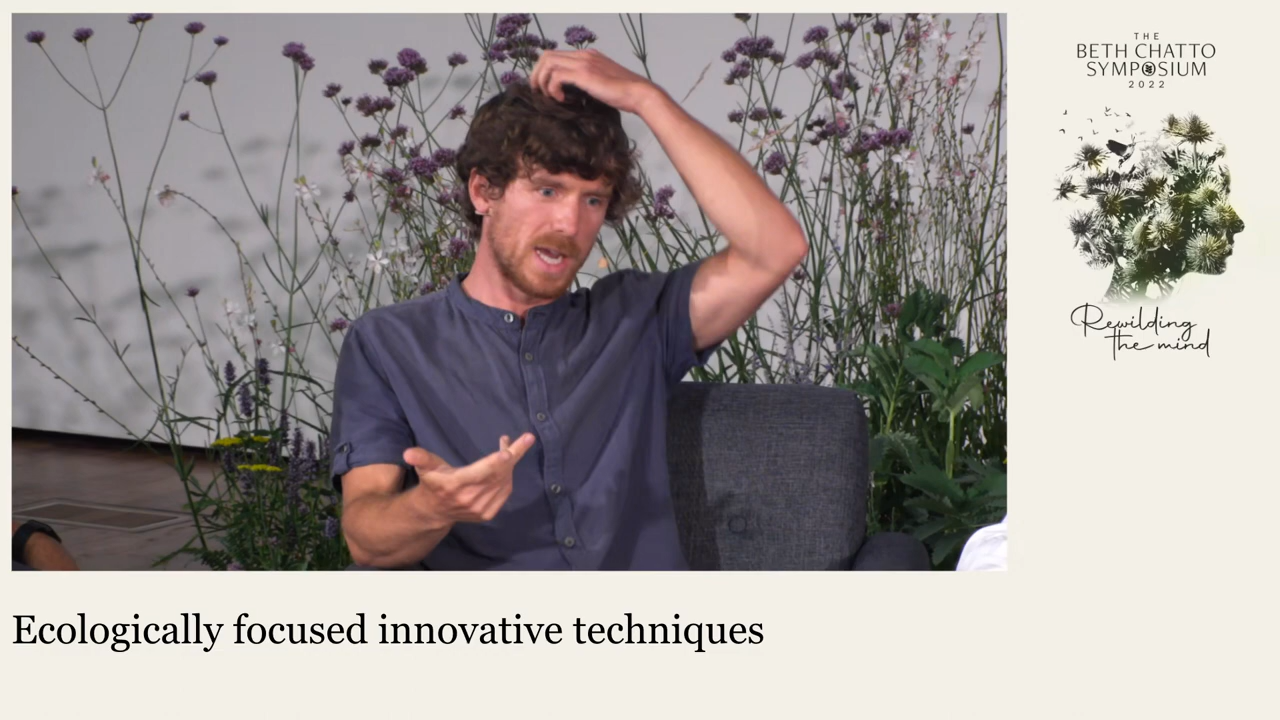 THE
BETH CHATTO
SYMPOSIUM
2022
Rewilding
the mind
Ecologically focused innovative techniques